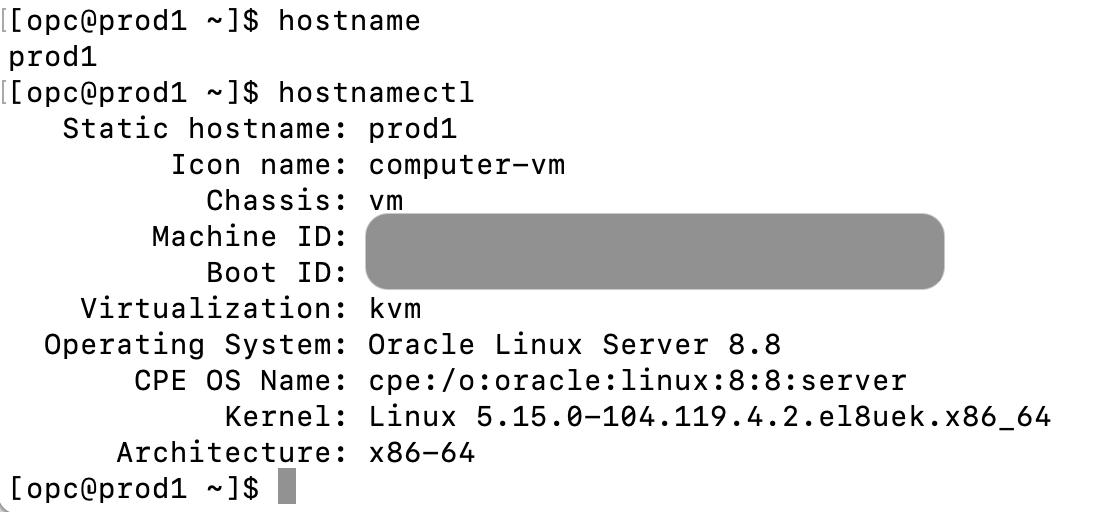 [[opc@prod1 ~]$ hostname
prod1
[[opc@prod1 ~]$ hostnamectl
Static hostname: prod1
Icon name: computer-vm
Chassis: vm
Machine ID:
Boot ID:
Virtualization: kvm
Operating System: Oracle Linux Server 8.8
CPE OS Name: cpe:/o:oracle:linux:8:8:server
Kernel: Linux 5.15.0-104.119.4.2.el8uek.x86_64
Architecture: x86-64
[opc@prod1 ~]$